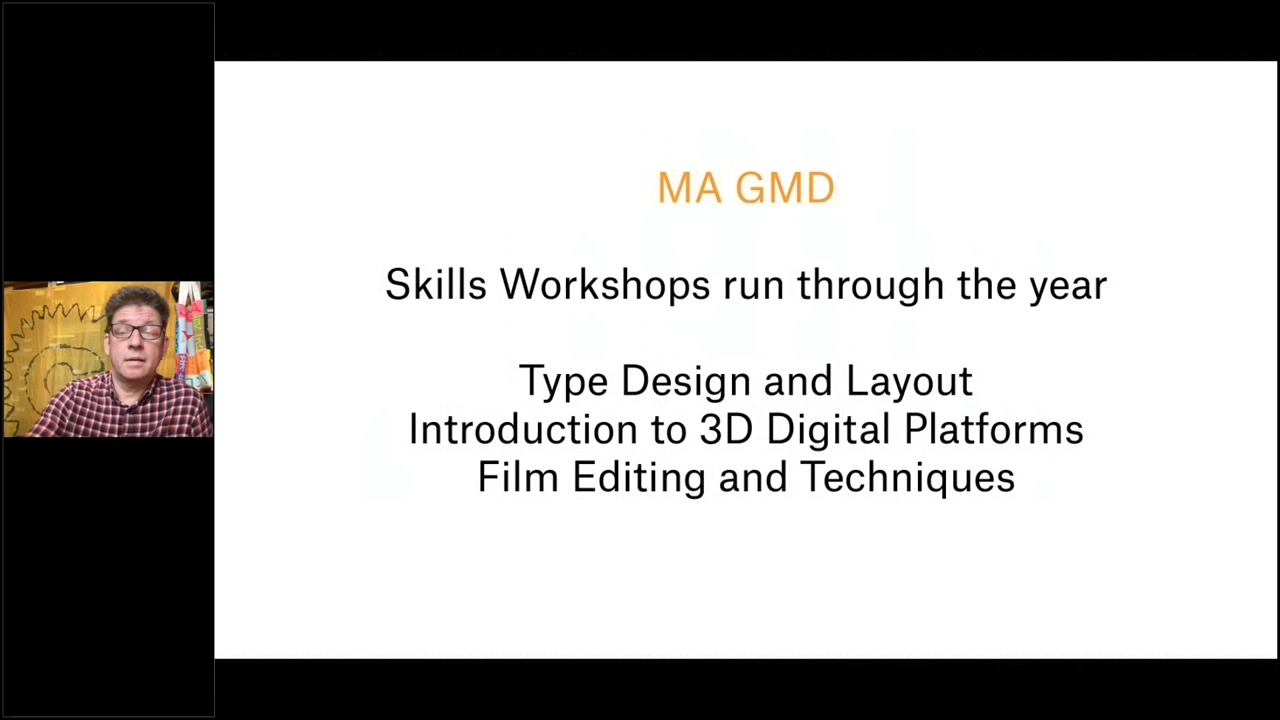 MA GMD
Skills Workshops run through the year
Type Design and Layout
Introduction to 3D Digital Platforms
Film Editing and Techniques